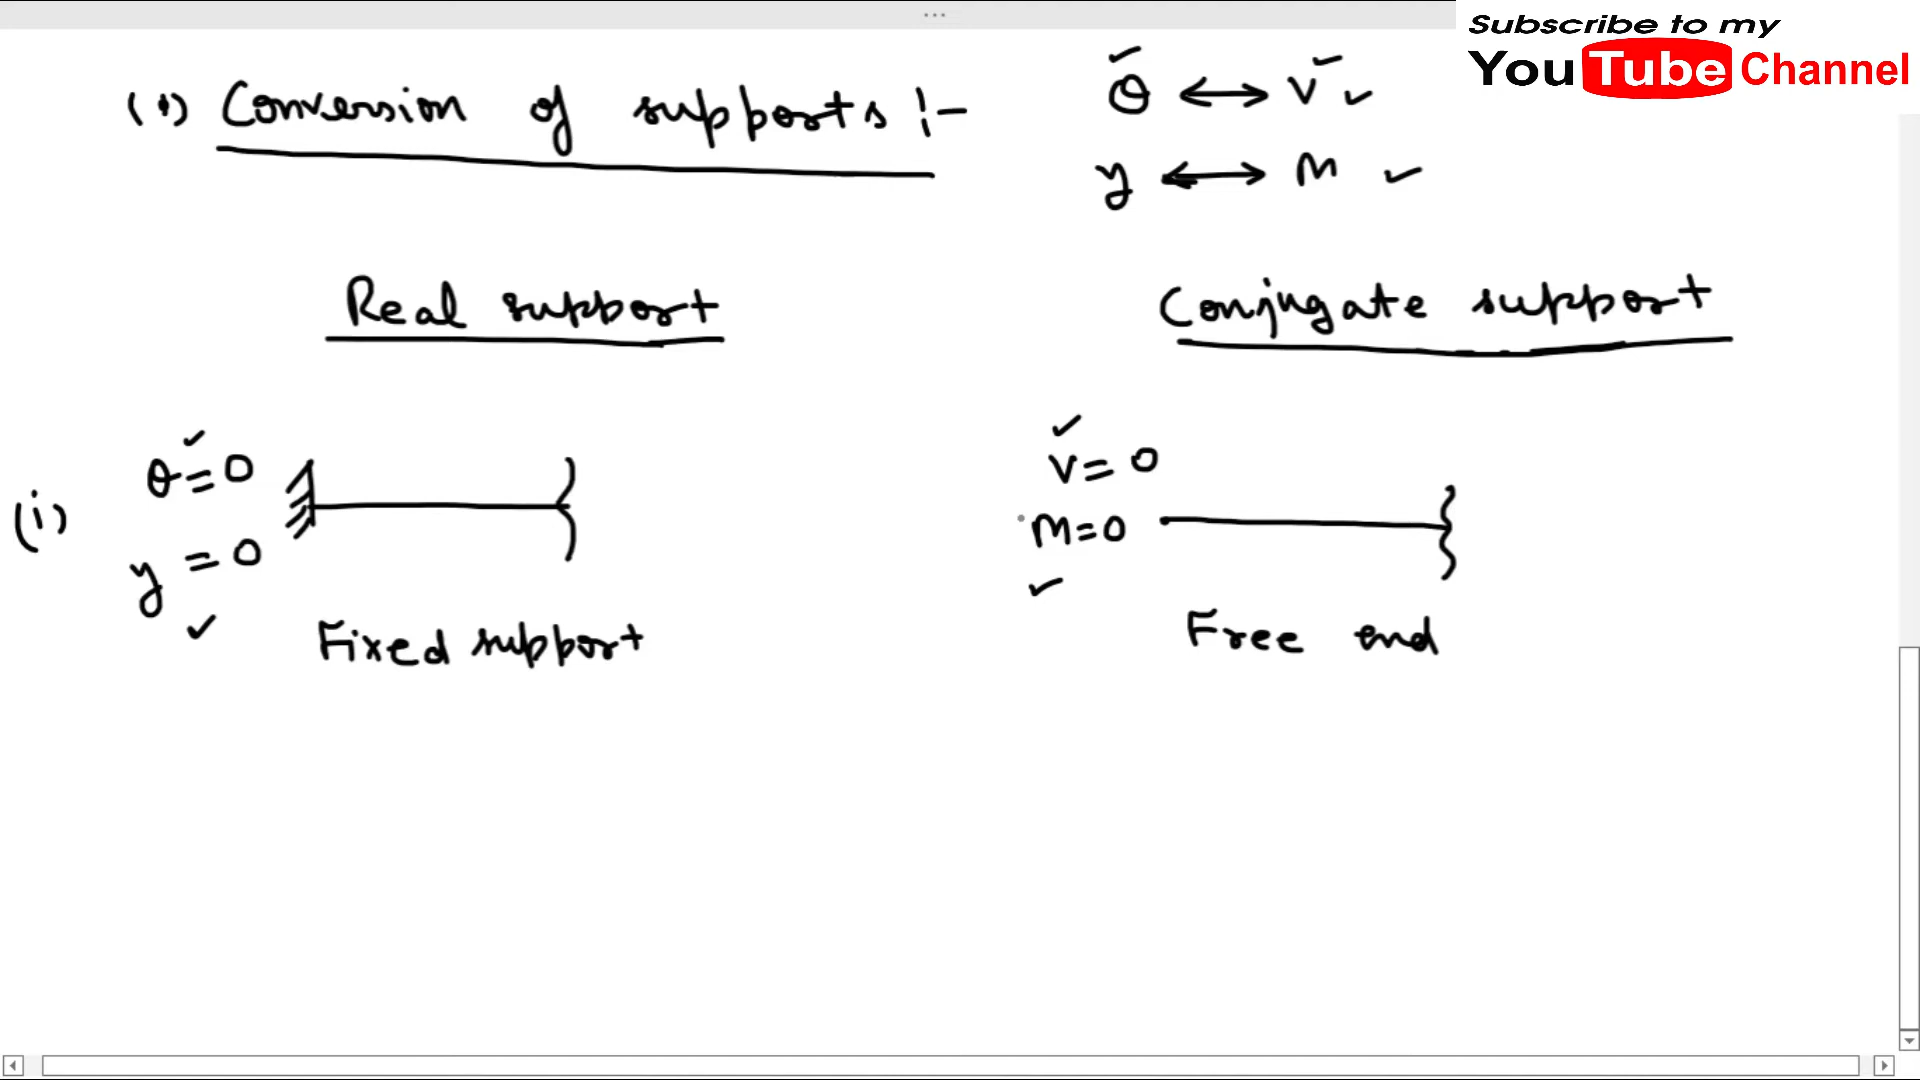 Subscribe to my
YouTube Channel
(1) Conversion of supports :-
θ ↔ V
y ↔ M
Real support
Conjugate support
(i)
θ = 0
y = 0
Fixed support
V = 0
M = 0
Free end